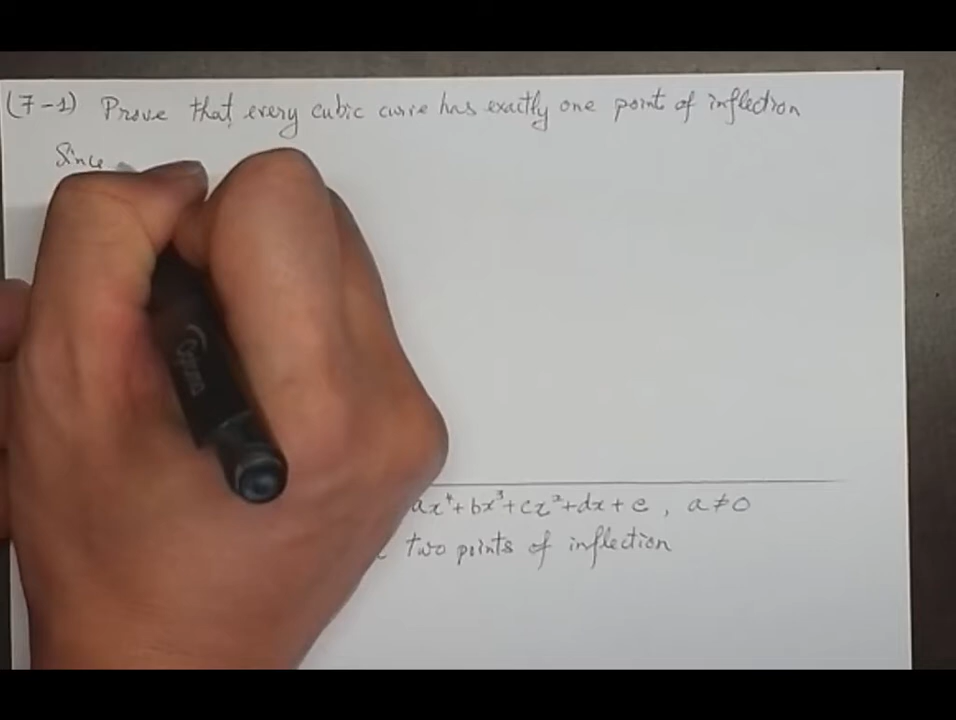 (7-1) Prove that every cubic curve has exactly one point of inflection
Since
ax⁴+bx³+cx²+dx+e, a≠0
two points of inflection